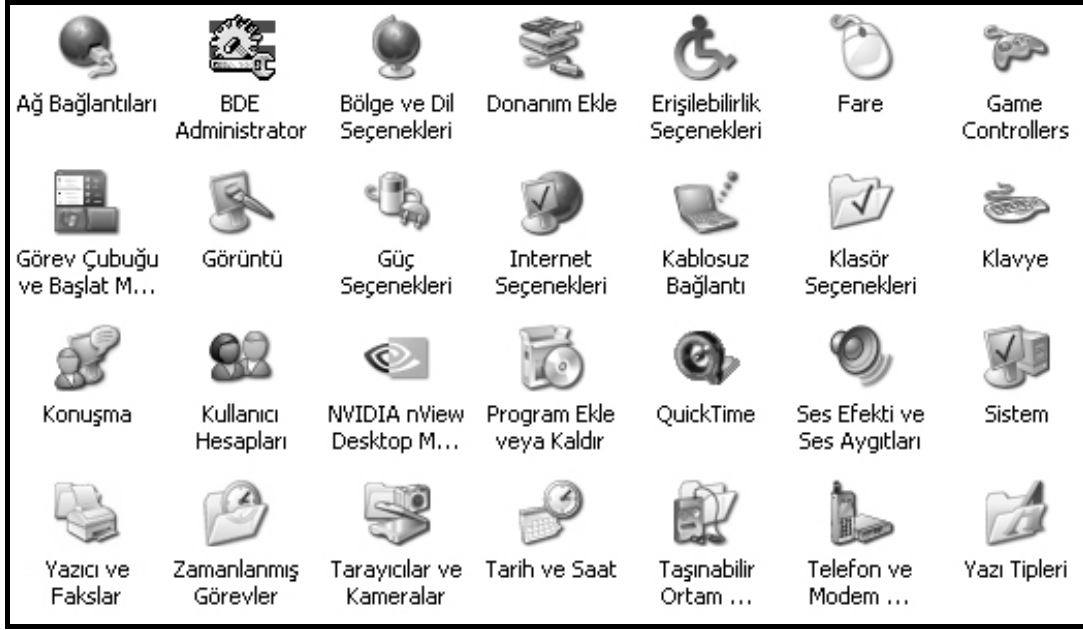 Ağ Bağlantıları
BDE
Administrator
Bölge ve Dil
Seçenekleri
Donanım Ekle
Erişilebilirlik
Seçenekleri
Fare
Game
Controllers
Görev Çubuğu
ve Başlat M...
Görüntü
Güç
Seçenekleri
Internet
Seçenekleri
Kablosuz
Bağlantı
Klasör
Seçenekleri
Klavye
Konuşma
Kullanıcı
Hesapları
NVIDIA nView
Desktop M...
Program Ekle
veya Kaldır
QuickTime
Ses Efekti ve
Ses Aygıtları
Sistem
Yazıcı ve
Fakslar
Zamanlanmış
Görevler
Tarayıcılar ve
Kameralar
Tarih ve Saat
Taşınabilir
Ortam ...
Telefon ve
Modem ...
Yazı Tipleri